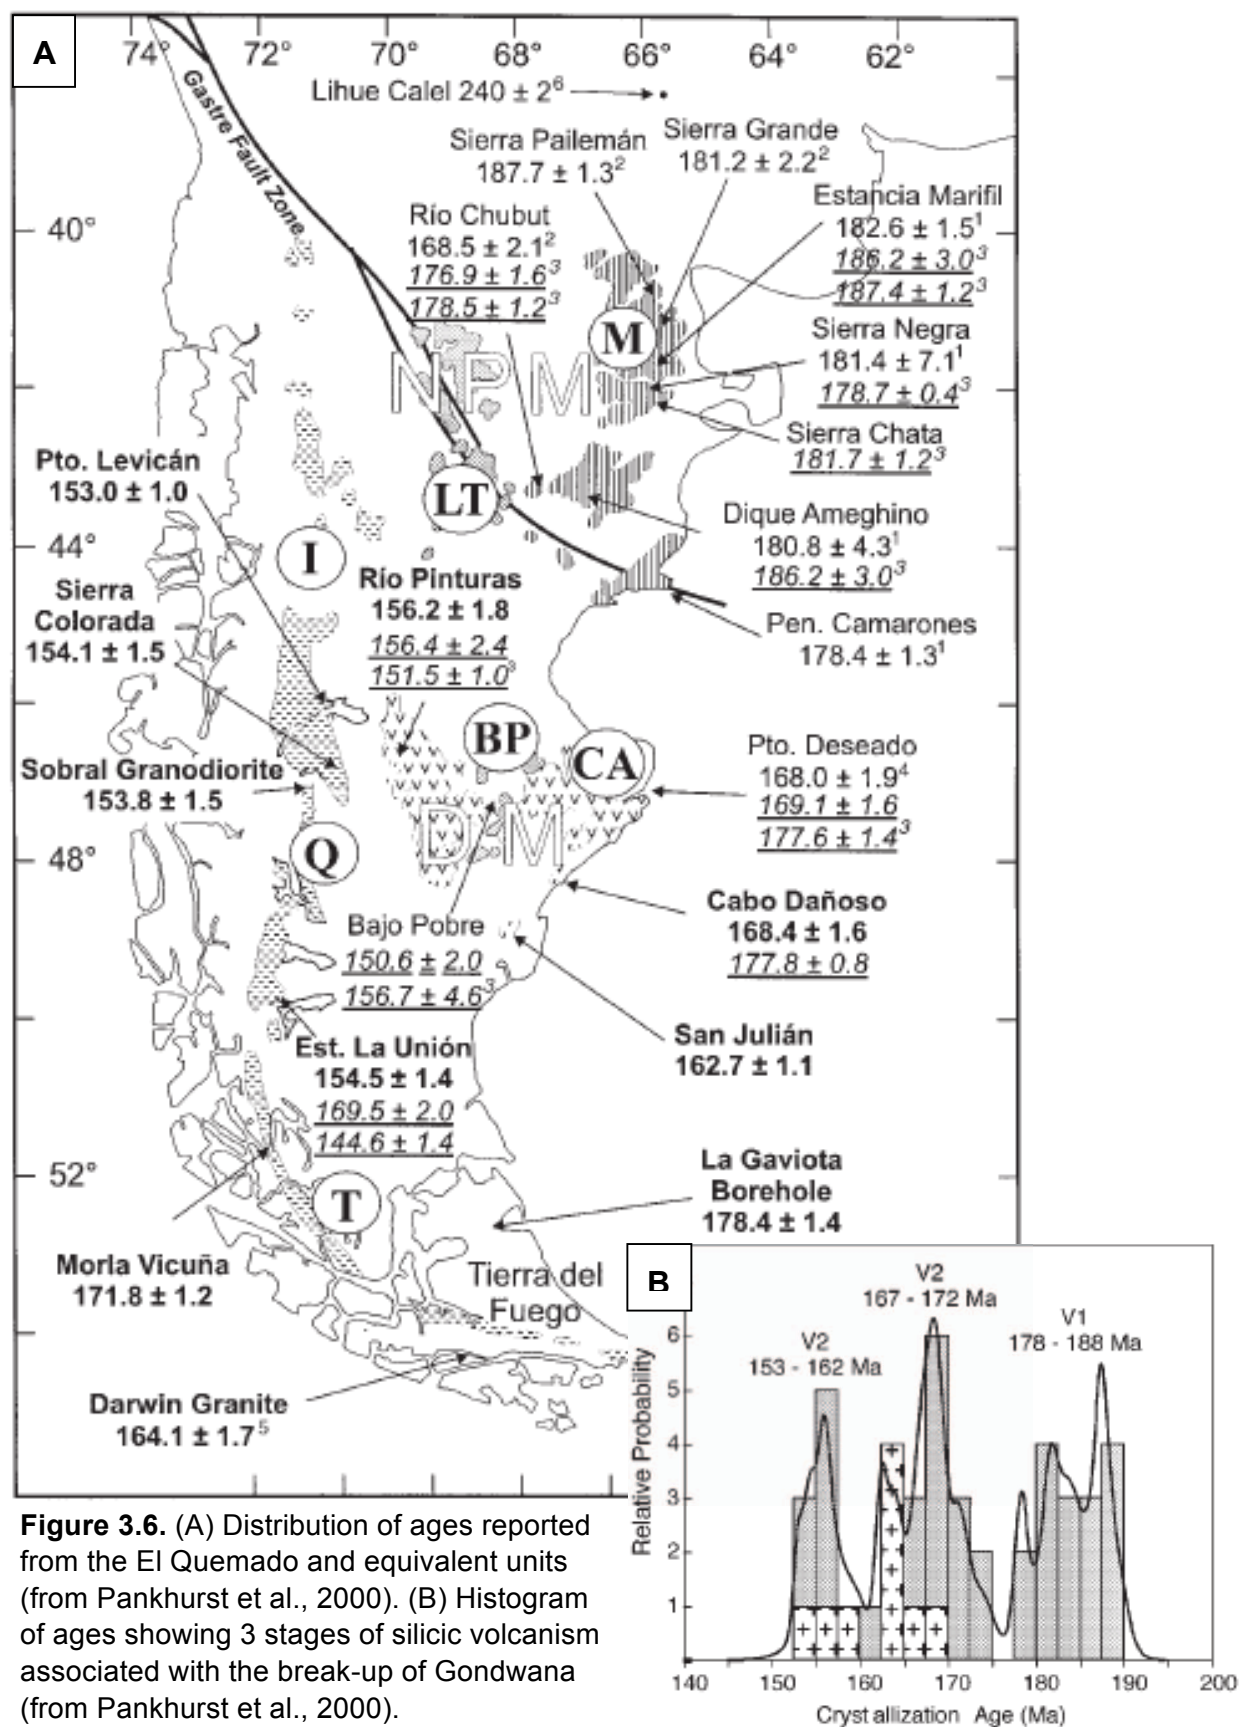 A
74° 72° 70° 68° 66° 64° 62°
Gastre Fault Zone
Lihue Calel 240 ± 2⁶
Sierra Pailemán
187.7 ± 1.3²
Sierra Grande
181.2 ± 2.2²
Estancia Marifil
182.6 ± 1.5¹
186.2 ± 3.0³
187.4 ± 1.2³
Río Chubut
168.5 ± 2.1²
176.9 ± 1.6³
178.5 ± 1.2³
40°
M
NPM
Sierra Negra
181.4 ± 7.1¹
178.7 ± 0.4³
Sierra Chata
181.7 ± 1.2³
Pto. Levicán
153.0 ± 1.0
LT
Dique Ameghino
180.8 ± 4.3¹
186.2 ± 3.0³
44°
I
Sierra
Colorada
154.1 ± 1.5
Río Pinturas
156.2 ± 1.8
156.4 ± 2.4
151.5 ± 1.0³
Pen. Camarones
178.4 ± 1.3¹
BP
CA
Pto. Deseado
168.0 ± 1.9⁴
169.1 ± 1.6
177.6 ± 1.4³
Sobral Granodiorite
153.8 ± 1.5
DM
48°
Q
Cabo Dañoso
168.4 ± 1.6
177.8 ± 0.8
Bajo Pobre
150.6 ± 2.0
156.7 ± 4.6³
San Julián
162.7 ± 1.1
Est. La Unión
154.5 ± 1.4
169.5 ± 2.0
144.6 ± 1.4
52°
T
La Gaviota
Borehole
178.4 ± 1.4
Morla Vicuña
171.8 ± 1.2
Tierra del
Fuego
Darwin Granite
164.1 ± 1.7⁵
B
V2
167 - 172 Ma
V2
153 - 162 Ma
V1
178 - 188 Ma
Relative Probability
6
5
4
3
2
1
140 150 160 170 180 190 200
Crystallization Age (Ma)
Figure 3.6. (A) Distribution of ages reported
from the El Quemado and equivalent units
(from Pankhurst et al., 2000). (B) Histogram
of ages showing 3 stages of silicic volcanism
associated with the break-up of Gondwana
(from Pankhurst et al., 2000).